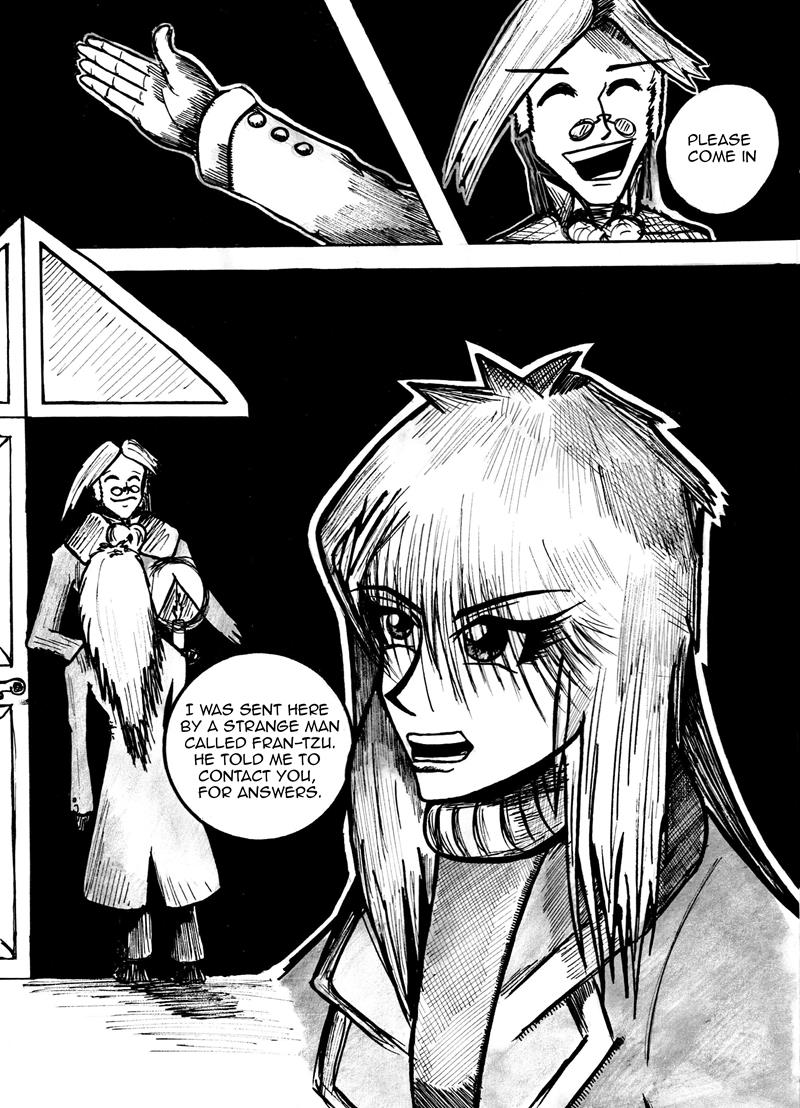 PLEASE
COME IN
I WAS SENT HERE
BY A STRANGE MAN
CALLED FRAN-TZU.
HE TOLD ME TO
CONTACT YOU,
FOR ANSWERS.